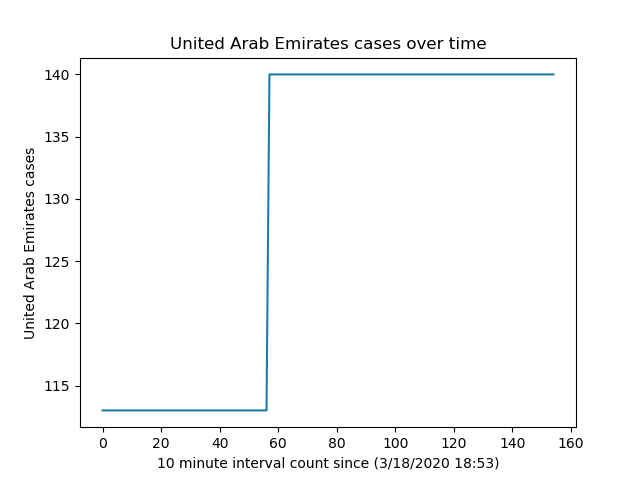 United Arab Emirates cases over time
140
135
130
125
120
115
United Arab Emirates cases
0 20 40 60 80 100 120 140 160
10 minute interval count since (3/18/2020 18:53)